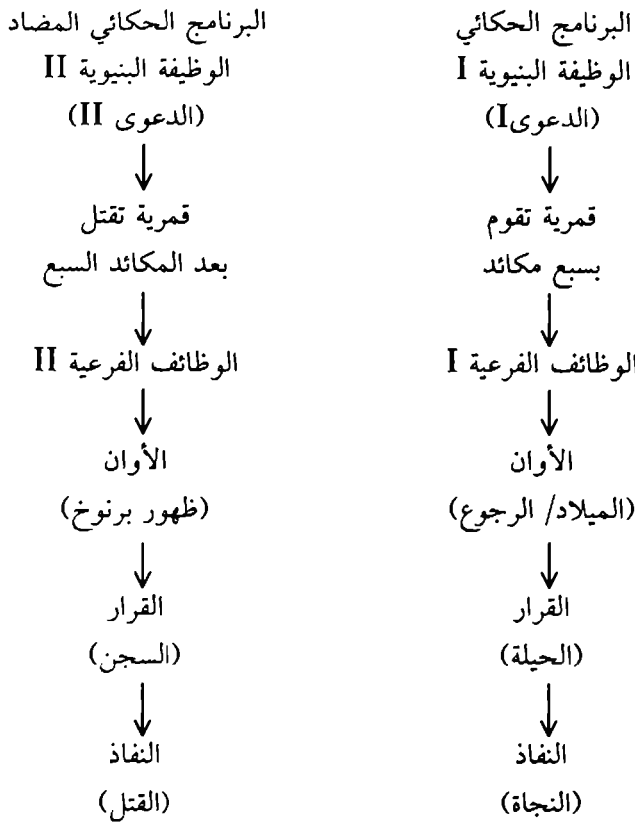 البرنامج الحكائي
الوظيفة البنيوية I
(الدعوى I)
قمرية تقوم
بسبع مكائد
الوظائف الفرعية I
الأوان
(الميلاد/ الرجوع)
القرار
(الحيلة)
النفاذ
(النجاة)
البرنامج الحكائي المضاد
الوظيفة البنيوية II
(الدعوى II)
قمرية تقتل
بعد المكائد السبع
الوظائف الفرعية II
الأوان
(ظهور برنوخ)
القرار
(السجن)
النفاذ
(القتل)